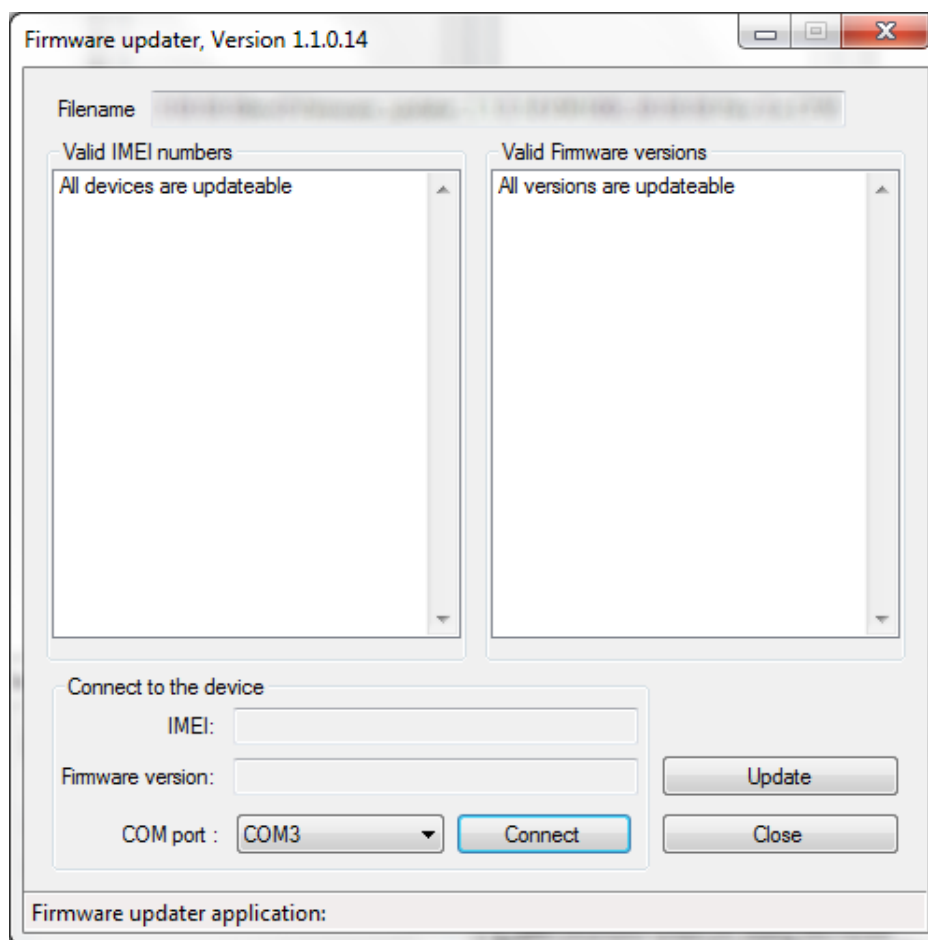 Firmware updater, Version 1.1.0.14
Filename
Valid IMEI numbers
All devices are updateable
Valid Firmware versions
All versions are updateable
Connect to the device
IMEI:
Firmware version:
COM port :
COM3
Connect
Update
Close
Firmware updater application: